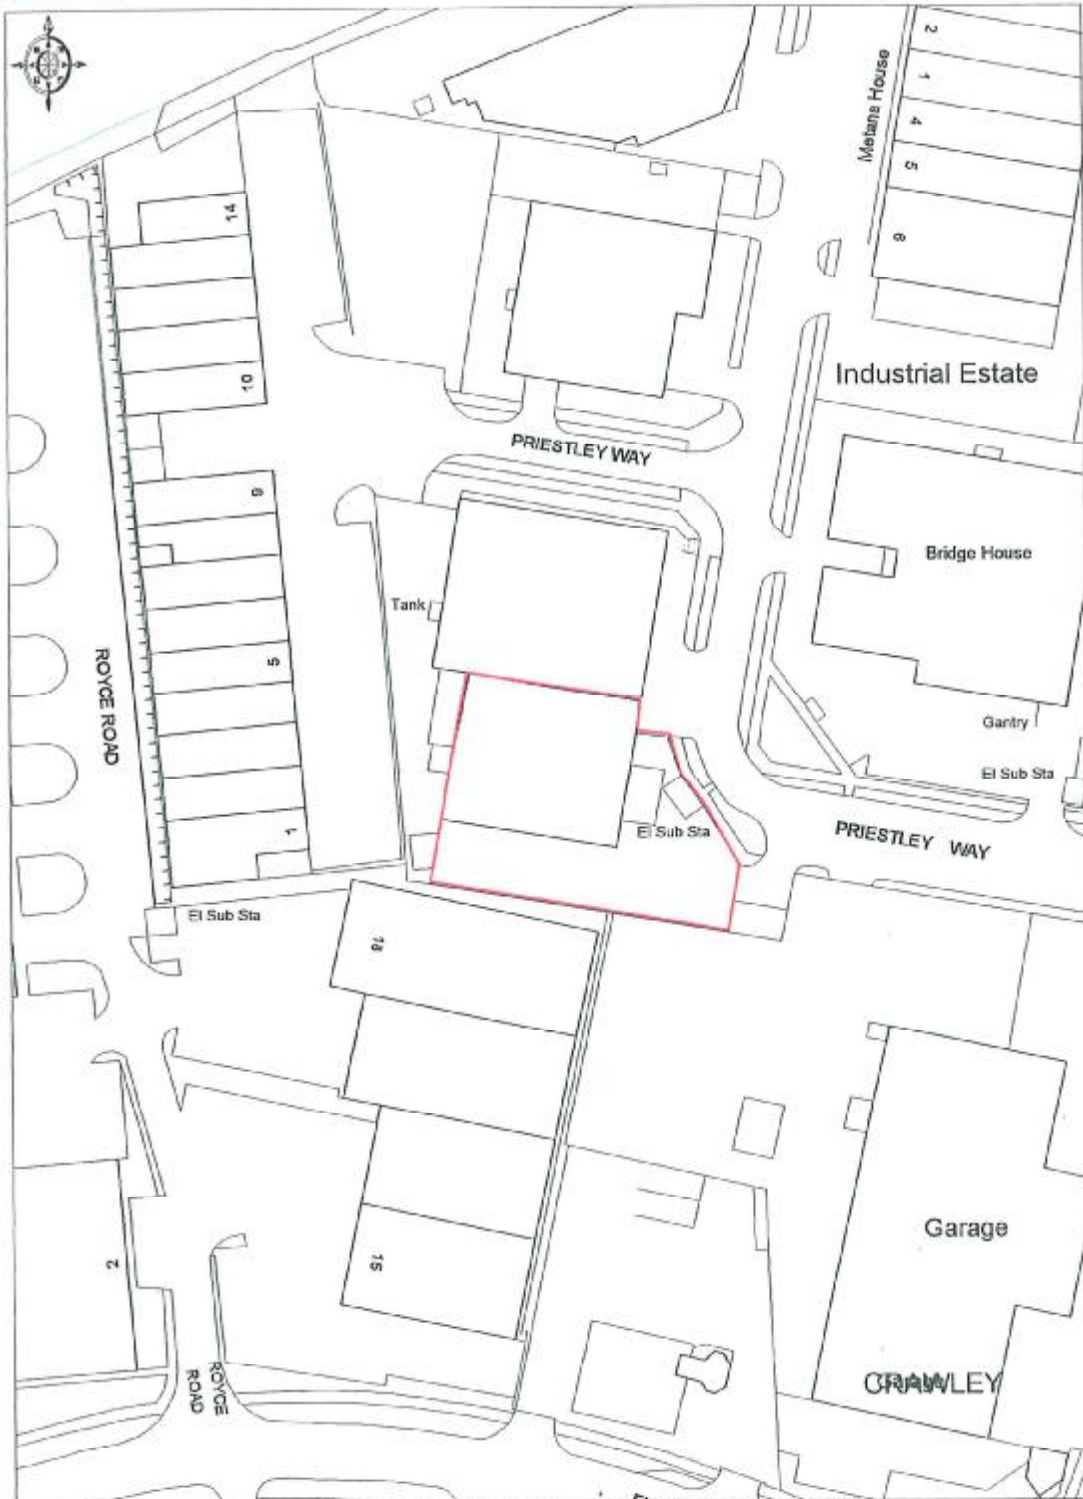 2
1
4
5
6
Metana House
14
10
Industrial Estate
PRIESTLEY WAY
9
Bridge House
Tank
5
ROYCE ROAD
Gantry
El Sub Sta
El Sub Sta
PRIESTLEY WAY
1
El Sub Sta
18
Garage
2
15
CRAWLEY
ROYCE
ROAD